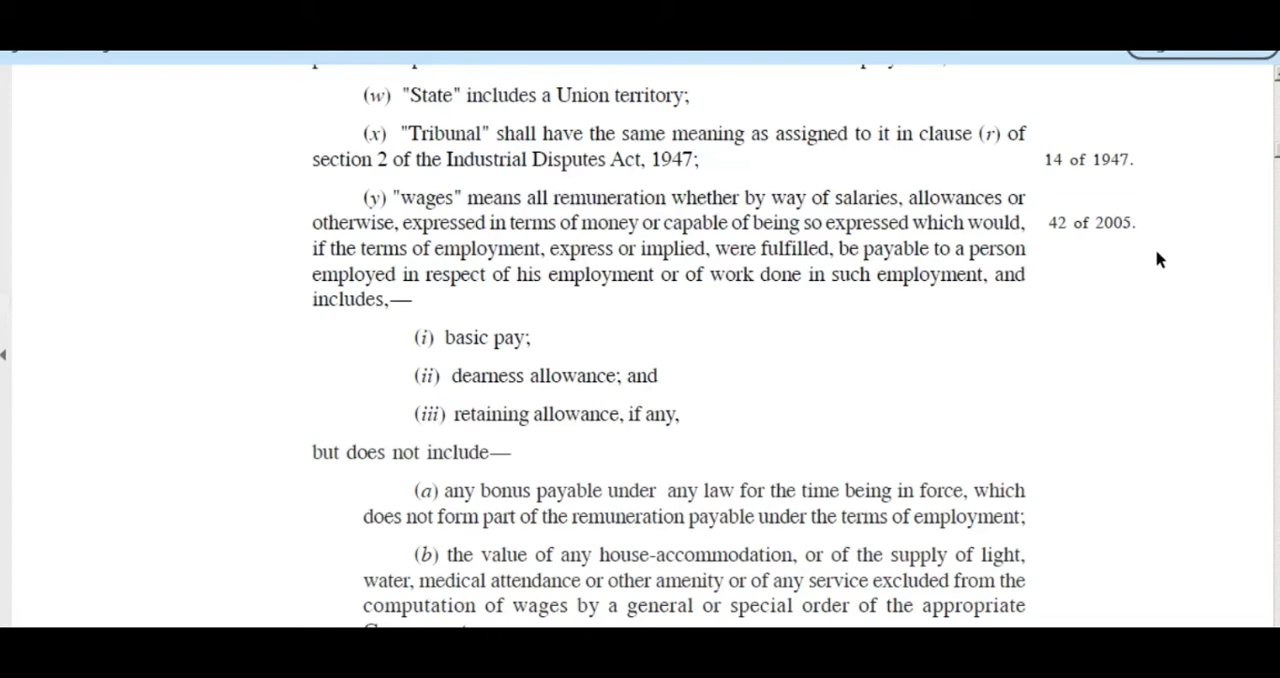 (w) "State" includes a Union territory;
(x) "Tribunal" shall have the same meaning as assigned to it in clause (r) of
section 2 of the Industrial Disputes Act, 1947;
14 of 1947.
(y) "wages" means all remuneration whether by way of salaries, allowances or
otherwise, expressed in terms of money or capable of being so expressed which would,
42 of 2005.
if the terms of employment, express or implied, were fulfilled, be payable to a person
employed in respect of his employment or of work done in such employment, and
includes,—
(i) basic pay;
(ii) dearness allowance; and
(iii) retaining allowance, if any,
but does not include—
(a) any bonus payable under any law for the time being in force, which
does not form part of the remuneration payable under the terms of employment;
(b) the value of any house-accommodation, or of the supply of light,
water, medical attendance or other amenity or of any service excluded from the
computation of wages by a general or special order of the appropriate